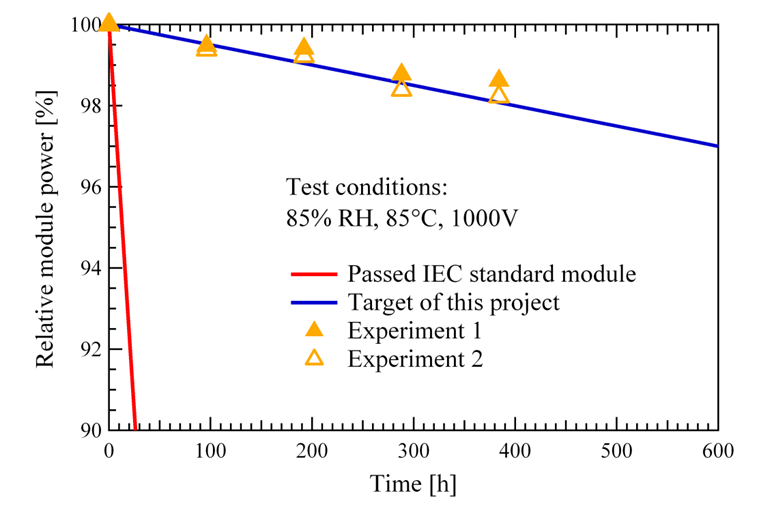 100
98
96
94
92
90
Relative module power [%]
Test conditions:
85% RH, 85°C, 1000V
Passed IEC standard module
Target of this project
Experiment 1
Experiment 2
0 100 200 300 400 500 600
Time [h]